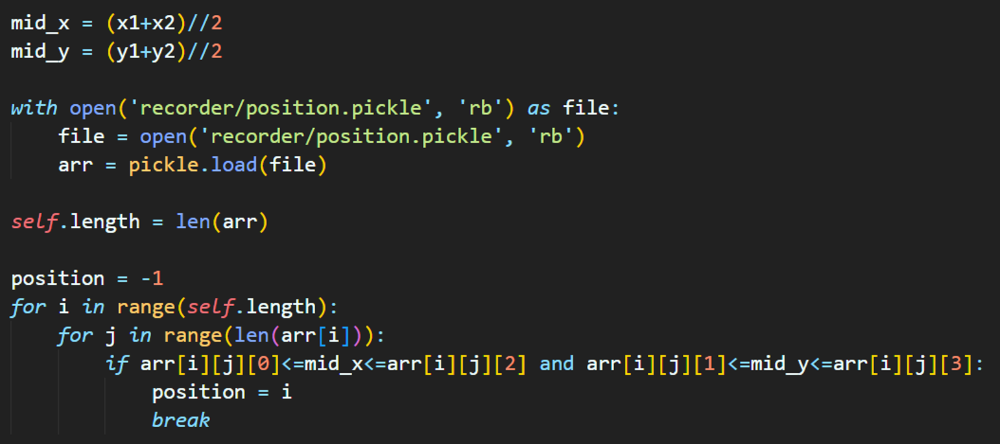 mid_x = (x1+x2)//2
mid_y = (y1+y2)//2

with open('recorder/position.pickle', 'rb') as file:
    file = open('recorder/position.pickle', 'rb')
    arr = pickle.load(file)

self.length = len(arr)

position = -1
for i in range(self.length):
    for j in range(len(arr[i])):
        if arr[i][j][0]<=mid_x<=arr[i][j][2] and arr[i][j][1]<=mid_y<=arr[i][j][3]:
            position = i
            break